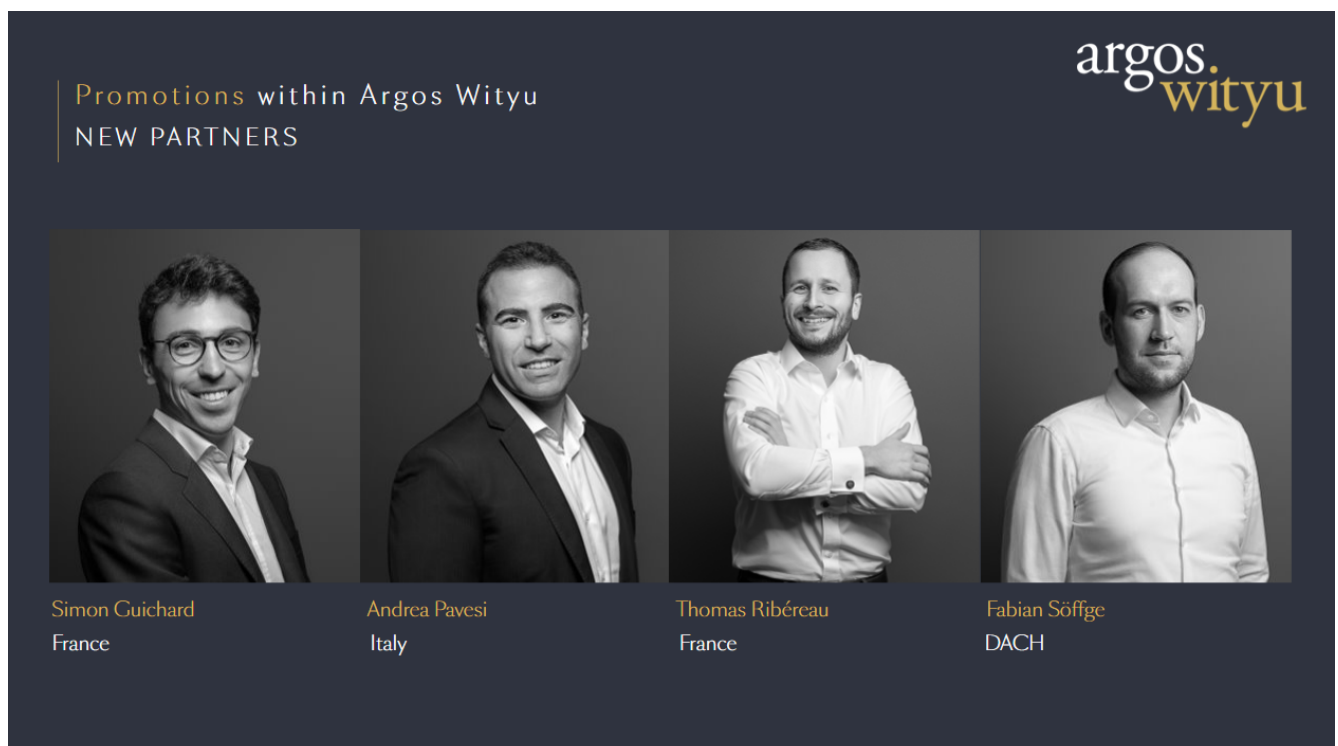 argos.
wityu
Promotions within Argos Wityu
NEW PARTNERS
Simon Guichard
France
Andrea Pavesi
Italy
Thomas Ribéreau
France
Fabian Söffge
DACH